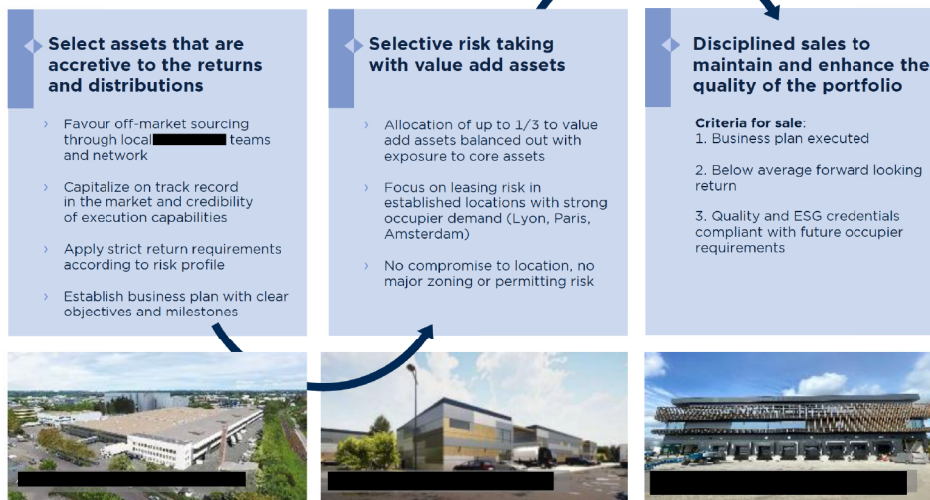 Select assets that are
accretive to the returns
and distributions
› Favour off-market sourcing
through local teams
and network
› Capitalize on track record
in the market and credibility
of execution capabilities
› Apply strict return requirements
according to risk profile
› Establish business plan with clear
objectives and milestones
Selective risk taking
with value add assets
› Allocation of up to 1/3 to value
add assets balanced out with
exposure to core assets
› Focus on leasing risk in
established locations with strong
occupier demand (Lyon, Paris,
Amsterdam)
› No compromise to location, no
major zoning or permitting risk
Disciplined sales to
maintain and enhance the
quality of the portfolio
Criteria for sale:
1. Business plan executed
2. Below average forward looking
return
3. Quality and ESG credentials
compliant with future occupier
requirements